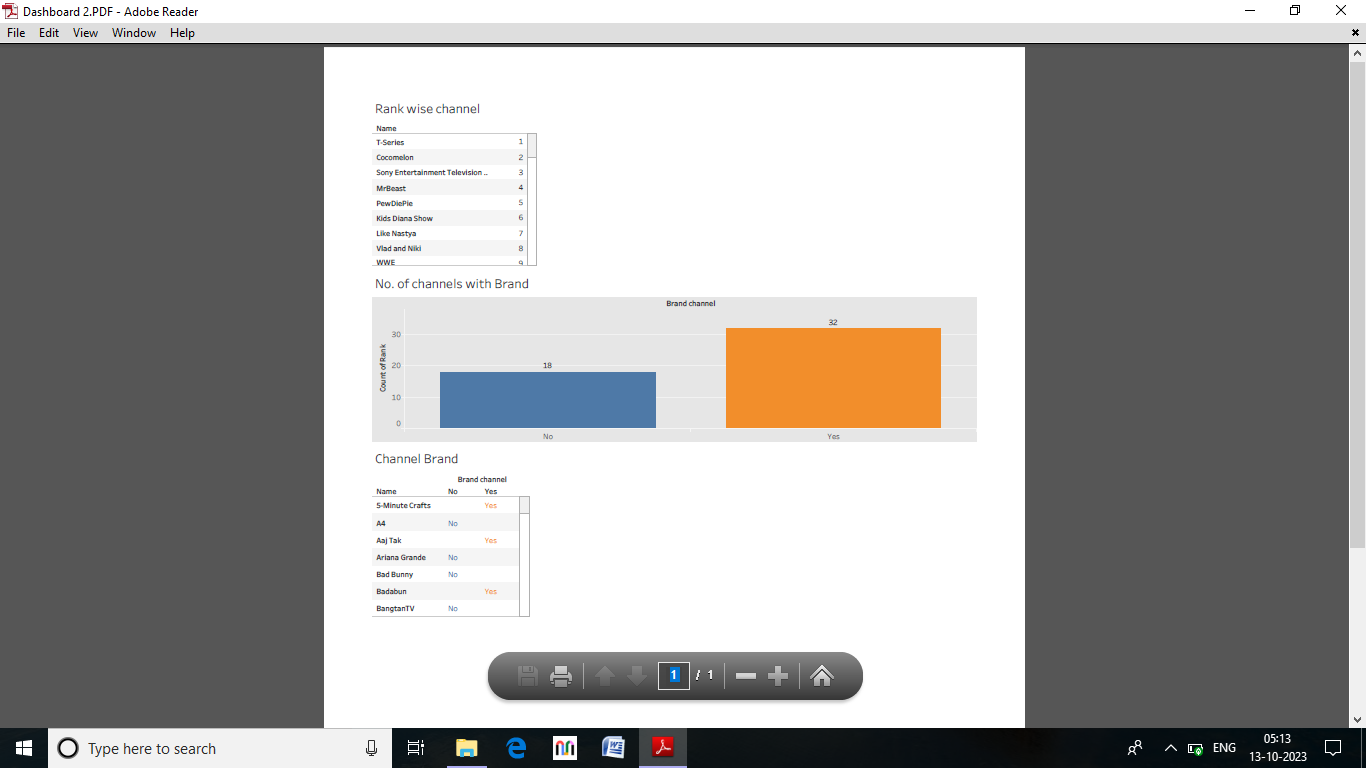 Dashboard 2.PDF - Adobe Reader
File Edit View Window Help
Rank wise channel
Name
T-Series 1
Cocomelon 2
Sony Entertainment Television .. 3
MrBeast 4
PewDiePie 5
Kids Diana Show 6
Like Nastya 7
Vlad and Niki 8
WWE 9
No. of channels with Brand
Brand channel
Count of Rank
30
20
10
0
18
32
No Yes
Channel Brand
Brand channel
Name No Yes
5-Minute Crafts Yes
A4 No
Aaj Tak Yes
Ariana Grande No
Bad Bunny No
Badabun Yes
BangtanTV No
1 / 1
Type here to search
ENG
05:13
13-10-2023